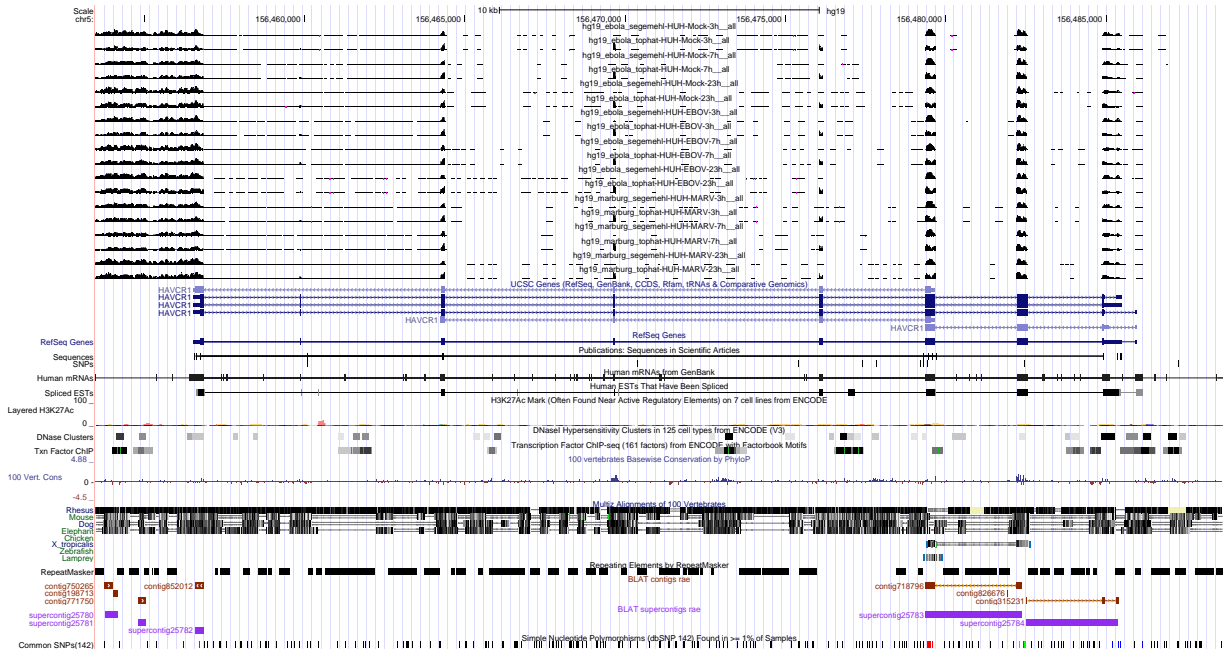 Scale 10 kb hg19
chr5: 156,460,000 156,465,000 156,470,000 156,475,000 156,480,000 156,485,000
hg19_ebola_segemehl-HUH-Mock-3h__all
hg19_ebola_tophat-HUH-Mock-3h__all
hg19_ebola_segemehl-HUH-Mock-7h__all
hg19_ebola_tophat-HUH-Mock-7h__all
hg19_ebola_segemehl-HUH-Mock-23h__all
hg19_ebola_tophat-HUH-Mock-23h__all
hg19_ebola_segemehl-HUH-EBOV-3h__all
hg19_ebola_tophat-HUH-EBOV-3h__all
hg19_ebola_segemehl-HUH-EBOV-7h__all
hg19_ebola_tophat-HUH-EBOV-7h__all
hg19_ebola_segemehl-HUH-EBOV-23h__all
hg19_ebola_tophat-HUH-EBOV-23h__all
hg19_marburg_segemehl-HUH-MARV-3h__all
hg19_marburg_tophat-HUH-MARV-3h__all
hg19_marburg_segemehl-HUH-MARV-7h__all
hg19_marburg_tophat-HUH-MARV-7h__all
hg19_marburg_segemehl-HUH-MARV-23h__all
hg19_marburg_tophat-HUH-MARV-23h__all
UCSC Genes (RefSeq, GenBank, CCDS, Rfam, tRNAs & Comparative Genomics)
HAVCR1
HAVCR1
HAVCR1
HAVCR1
HAVCR1
HAVCR1
RefSeq Genes
RefSeq Genes
Publications: Sequences in Scientific Articles
Sequences
SNPs
Human mRNAs from GenBank
Human mRNAs
Human ESTs That Have Been Spliced
Spliced ESTs
H3K27Ac Mark (Often Found Near Active Regulatory Elements) on 7 cell lines from ENCODE
100
Layered H3K27Ac
0
DNaseI Hypersensitivity Clusters in 125 cell types from ENCODE (V3)
DNase Clusters
Transcription Factor ChIP-seq (161 factors) from ENCODE with Factorbook Motifs
Txn Factor ChIP
100 vertebrates Basewise Conservation by PhyloP
4.88
100 Vert. Cons
0
-4.5
Multiz Alignments of 100 Vertebrates
Rhesus
Mouse
Dog
Elephant
Chicken
X_tropicalis
Zebrafish
Lamprey
Repeating Elements by RepeatMasker
RepeatMasker
BLAT contigs rae
contig750265 contig852012 contig718796
contig198713 contig826676
contig771750 contig315231
BLAT supercontigs rae
supercontig25780 supercontig25783
supercontig25781 supercontig25784
supercontig25782
Simple Nucleotide Polymorphisms (dbSNP 142) Found in >= 1% of Samples
Common SNPs(142)